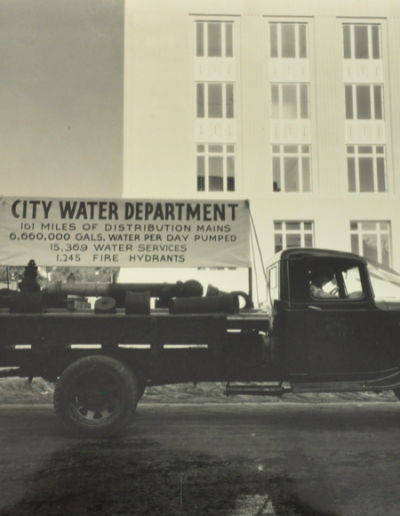 CITY WATER DEPARTMENT
161 MILES OF DISTRIBUTION MAINS
6,660,000 GALS. WATER PER DAY PUMPED
15,369 WATER SERVICES
1,245 FIRE HYDRANTS